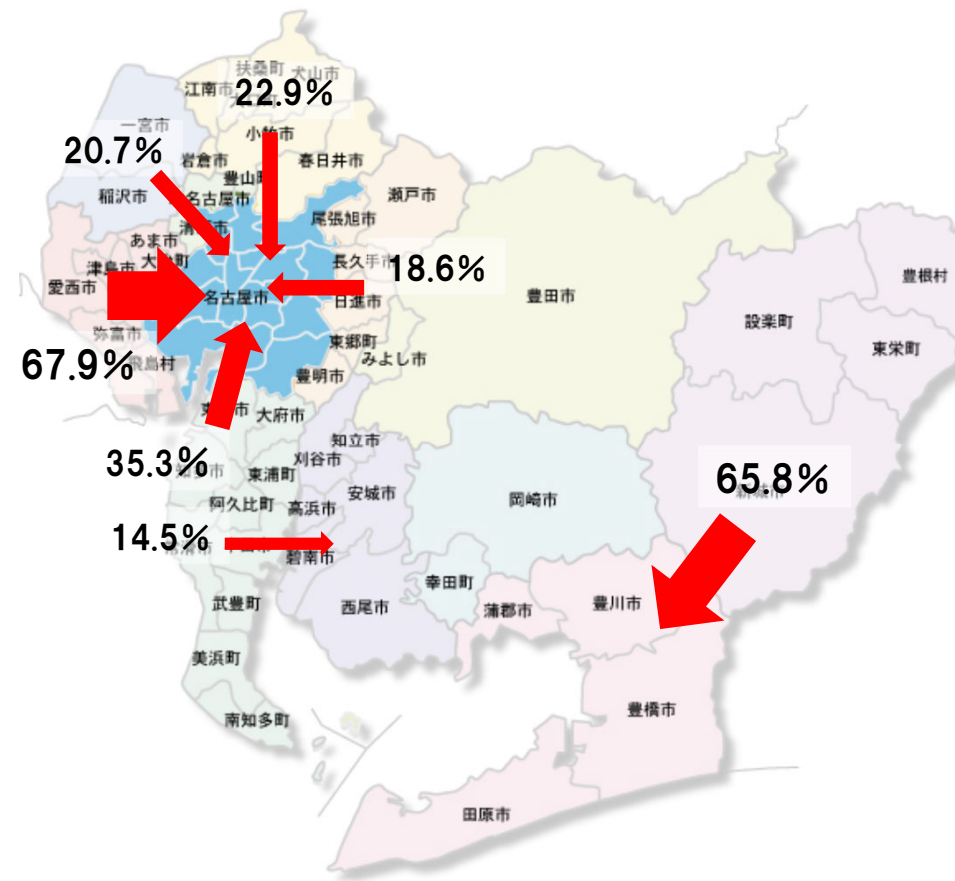 扶桑町
犬山市
江南市
22.9%
一宮市
小牧市
20.7%
岩倉市
春日井市
豊山町
稲沢市
名古屋市
瀬戸市
尾張旭市
あま市
長久手市
津島市
18.6%
愛西市
名古屋市
日進市
豊田市
豊根村
設楽町
弥富市
東郷町
みよし市
東栄町
67.9%
飛島村
豊明市
大府市
知立市
35.3%
刈谷市
東浦町
65.8%
安城市
岡崎市
阿久比町
高浜市
14.5%
碧南市
幸田町
武豊町
西尾市
蒲郡市
豊川市
美浜町
豊橋市
南知多町
田原市